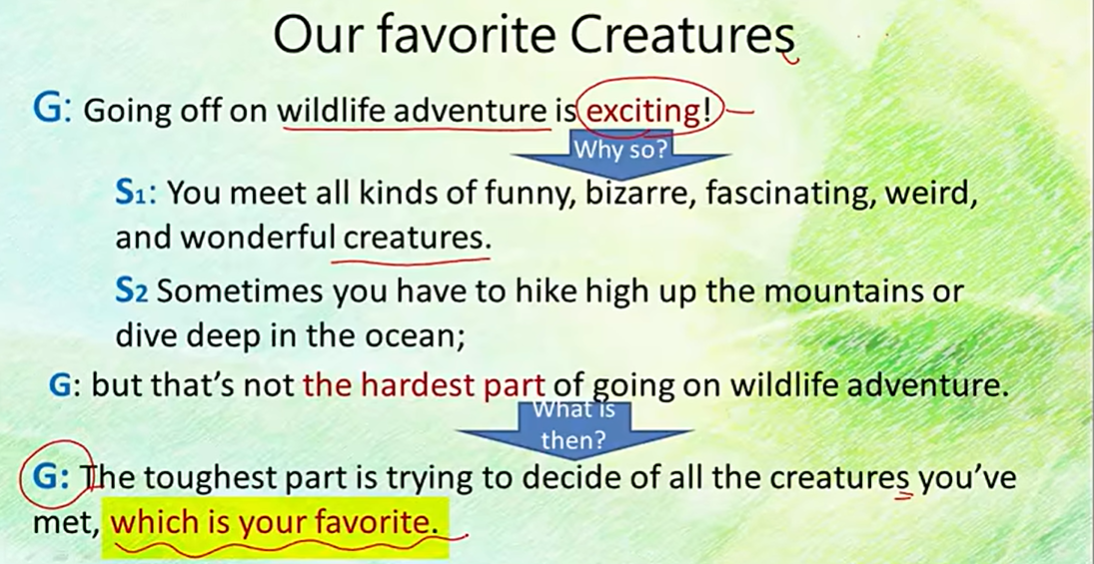 Our favorite Creatures
G: Going off on wildlife adventure is exciting!
Why so?
S1: You meet all kinds of funny, bizarre, fascinating, weird,
and wonderful creatures.
S2 Sometimes you have to hike high up the mountains or
dive deep in the ocean;
G: but that's not the hardest part of going on wildlife adventure.
What is
then?
G: The toughest part is trying to decide of all the creatures you've
met, which is your favorite.